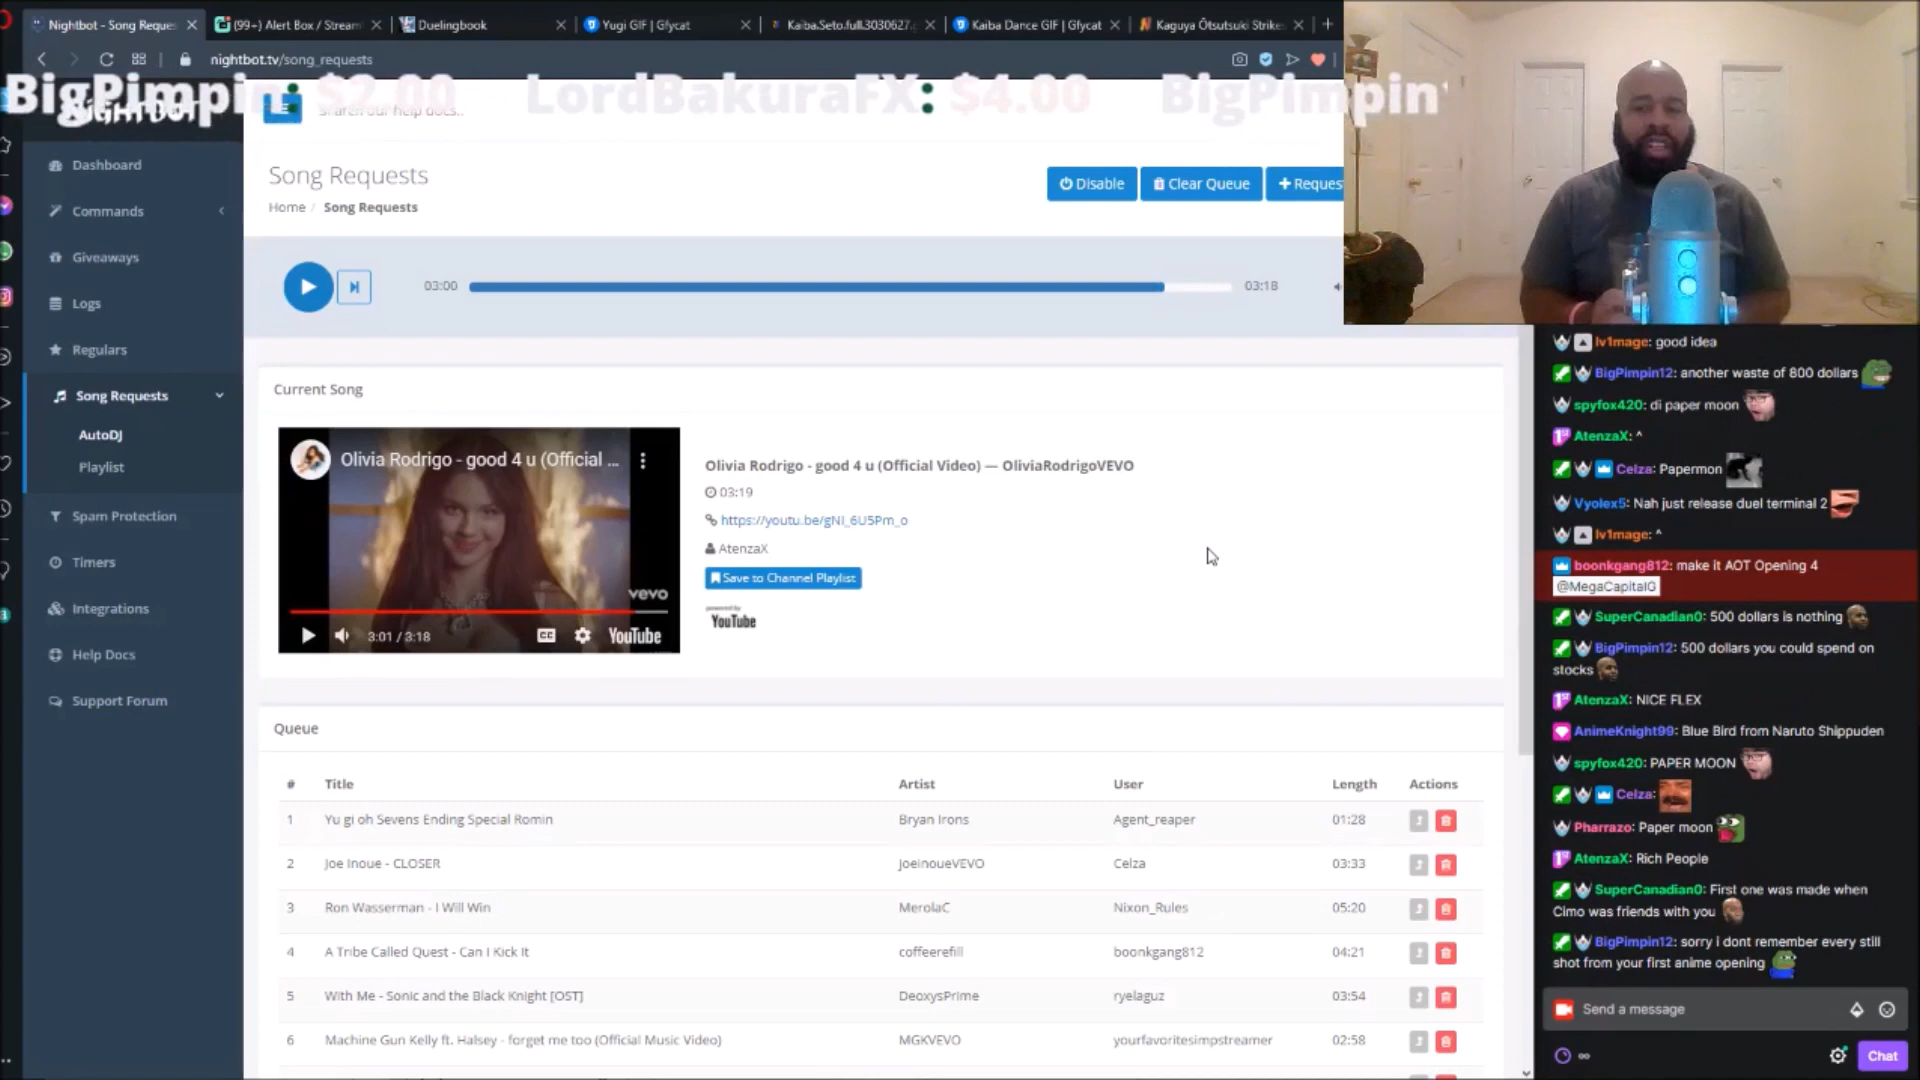 Nightbot - Song Reques
(99+) Alert Box / Stream
Duelingbook
Yugi GIF | Gfycat
Kaiba.Seto.full.3030627.
Kaiba Dance GIF | Gfycat
Kaguya Ōtsutsuki Strikes
nightbot.tv/song_requests
BigPimpin $2.00 LordBakuraFX: $4.00 BigPimpin
Search our help docs..
Dashboard
Commands
Giveaways
Logs
Regulars
Song Requests
AutoDJ
Playlist
Spam Protection
Timers
Integrations
Help Docs
Support Forum
Song Requests
Home / Song Requests
Disable
Clear Queue
+Reques
03:00
03:18
Current Song
Olivia Rodrigo - good 4 u (Official ...
vevo
3:01 / 3:18
CC
YouTube
Olivia Rodrigo - good 4 u (Official Video) — OliviaRodrigoVEVO
03:19
https://youtu.be/gNi_6U5Pm_o
AtenzaX
Save to Channel Playlist
powered by
YouTube
Queue
# Title Artist User Length Actions
1 Yu gi oh Sevens Ending Special Romin Bryan Irons Agent_reaper 01:28
2 Joe Inoue - CLOSER JoeinoueVEVO Celza 03:33
3 Ron Wasserman - I Will Win MerolaC Nixon_Rules 05:20
4 A Tribe Called Quest - Can I Kick It coffeerefill boonkgang812 04:21
5 With Me - Sonic and the Black Knight [OST] DeoxysPrime ryelaguz 03:54
6 Machine Gun Kelly ft. Halsey - forget me too (Official Music Video) MGKVEVO yourfavoritesimpstreamer 02:58
lv1mage: good idea
BigPimpin12: another waste of 800 dollars
spyfox420: di paper moon
AtenzaX: ^
Celza: Papermon
Vyolex5: Nah just release duel terminal 2
lv1mage: ^
boonkgang812: make it AOT Opening 4
@MegaCapitalG
SuperCanadian0: 500 dollars is nothing
BigPimpin12: 500 dollars you could spend on
stocks
AtenzaX: NICE FLEX
AnimeKnight99: Blue Bird from Naruto Shippuden
spyfox420: PAPER MOON
Celza:
Pharrazo: Paper moon
AtenzaX: Rich People
SuperCanadian0: First one was made when
Cimo was friends with you
BigPimpin12: sorry i dont remember every still
shot from your first anime opening
Send a message
Chat